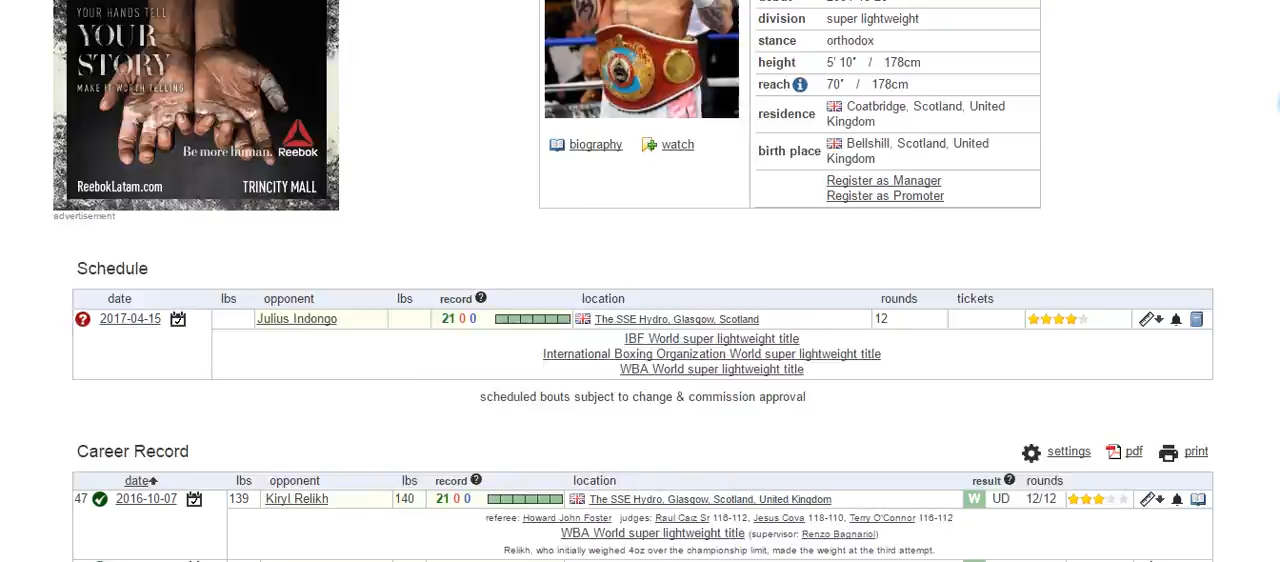 YOUR HANDS TELL
YOUR
STORY
MAKE IT WORTH TELLING
Be more human. Reebok
ReebokLatam.com TRINCITY MALL
advertisement
division super lightweight
stance orthodox
height 5′ 10″ / 178cm
reach 70″ / 178cm
residence Coatbridge, Scotland, United
Kingdom
birth place Bellshill, Scotland, United
Kingdom
Register as Manager
Register as Promoter
biography watch
Schedule
date lbs opponent lbs record location rounds tickets
2017-04-15 Julius Indongo 21 0 0 The SSE Hydro, Glasgow, Scotland 12
IBF World super lightweight title
International Boxing Organization World super lightweight title
WBA World super lightweight title
scheduled bouts subject to change & commission approval
Career Record
settings pdf print
date lbs opponent lbs record location result rounds
47 2016-10-07 139 Kiryl Relikh 140 21 0 0 The SSE Hydro, Glasgow, Scotland, United Kingdom W UD 12/12
referee: Howard John Foster judges: Raul Caiz Sr 116-112, Jesus Cova 118-110, Terry O'Connor 116-112
WBA World super lightweight title (supervisor: Renzo Bagnariol)
Relikh, who initially weighed 4oz over the championship limit, made the weight at the third attempt.